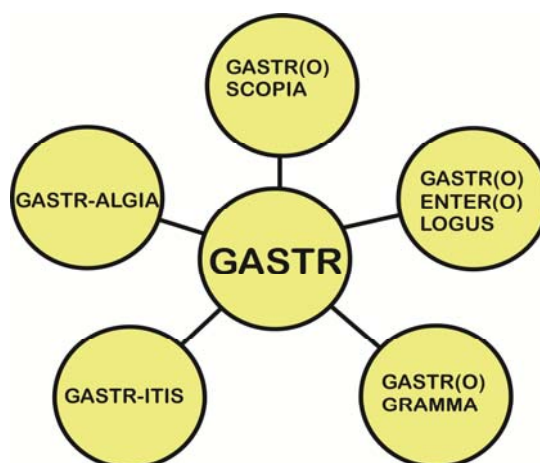 GASTR(O)
SCOPIA
GASTR-ALGIA
GASTR(O)
ENTER(O)
LOGUS
GASTR
GASTR-ITIS
GASTR(O)
GRAMMA